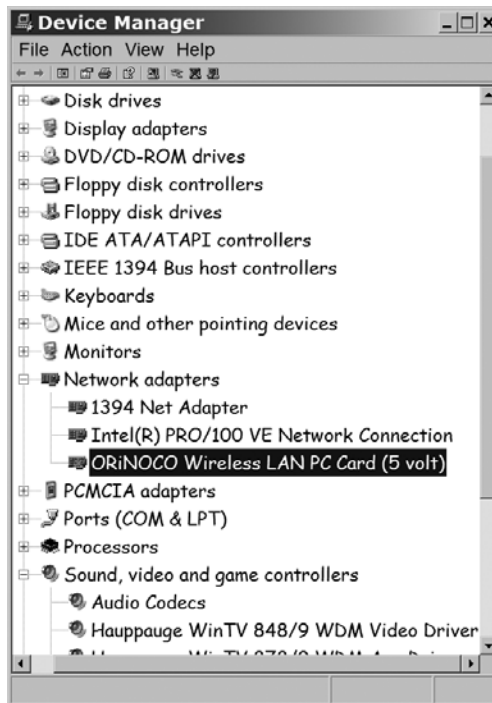 Device Manager
File Action View Help
Disk drives
Display adapters
DVD/CD-ROM drives
Floppy disk controllers
Floppy disk drives
IDE ATA/ATAPI controllers
IEEE 1394 Bus host controllers
Keyboards
Mice and other pointing devices
Monitors
Network adapters
1394 Net Adapter
Intel(R) PRO/100 VE Network Connection
ORiNOCO Wireless LAN PC Card (5 volt)
PCMCIA adapters
Ports (COM & LPT)
Processors
Sound, video and game controllers
Audio Codecs
Hauppauge WinTV 848/9 WDM Video Driver